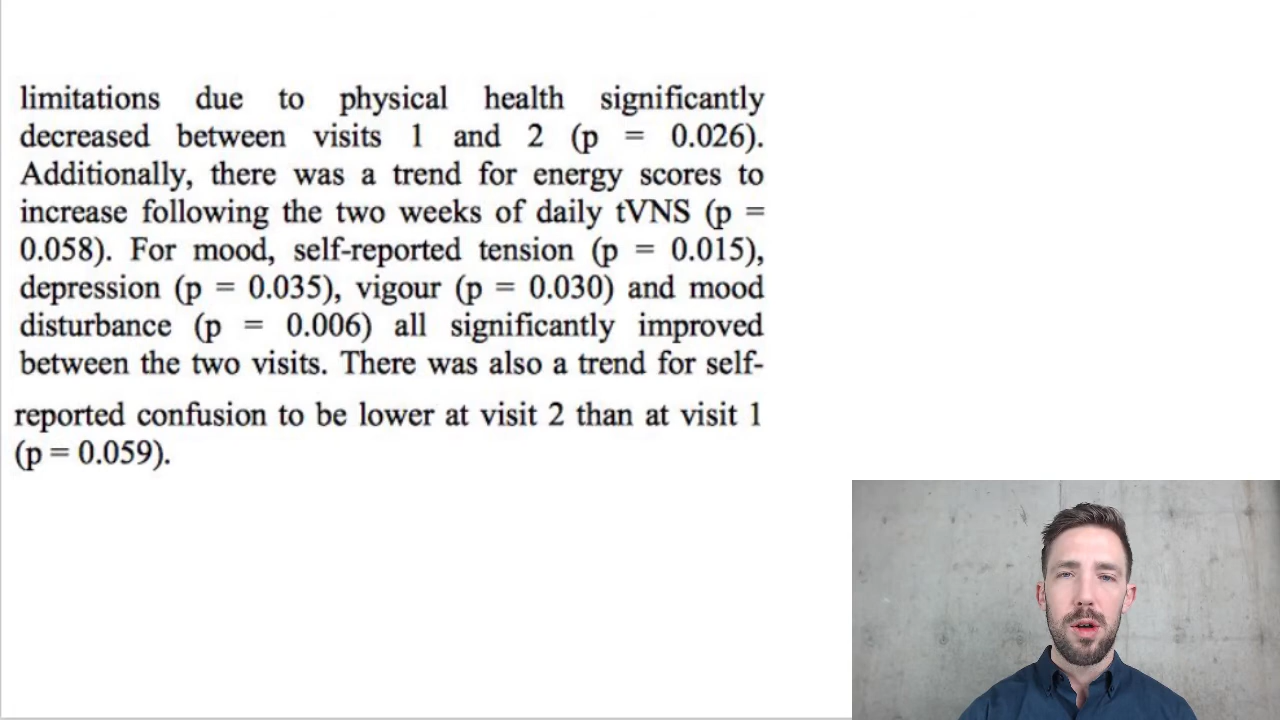 limitations due to physical health significantly
decreased between visits 1 and 2 (p = 0.026).
Additionally, there was a trend for energy scores to
increase following the two weeks of daily tVNS (p =
0.058). For mood, self-reported tension (p = 0.015),
depression (p = 0.035), vigour (p = 0.030) and mood
disturbance (p = 0.006) all significantly improved
between the two visits. There was also a trend for self-
reported confusion to be lower at visit 2 than at visit 1
(p = 0.059).